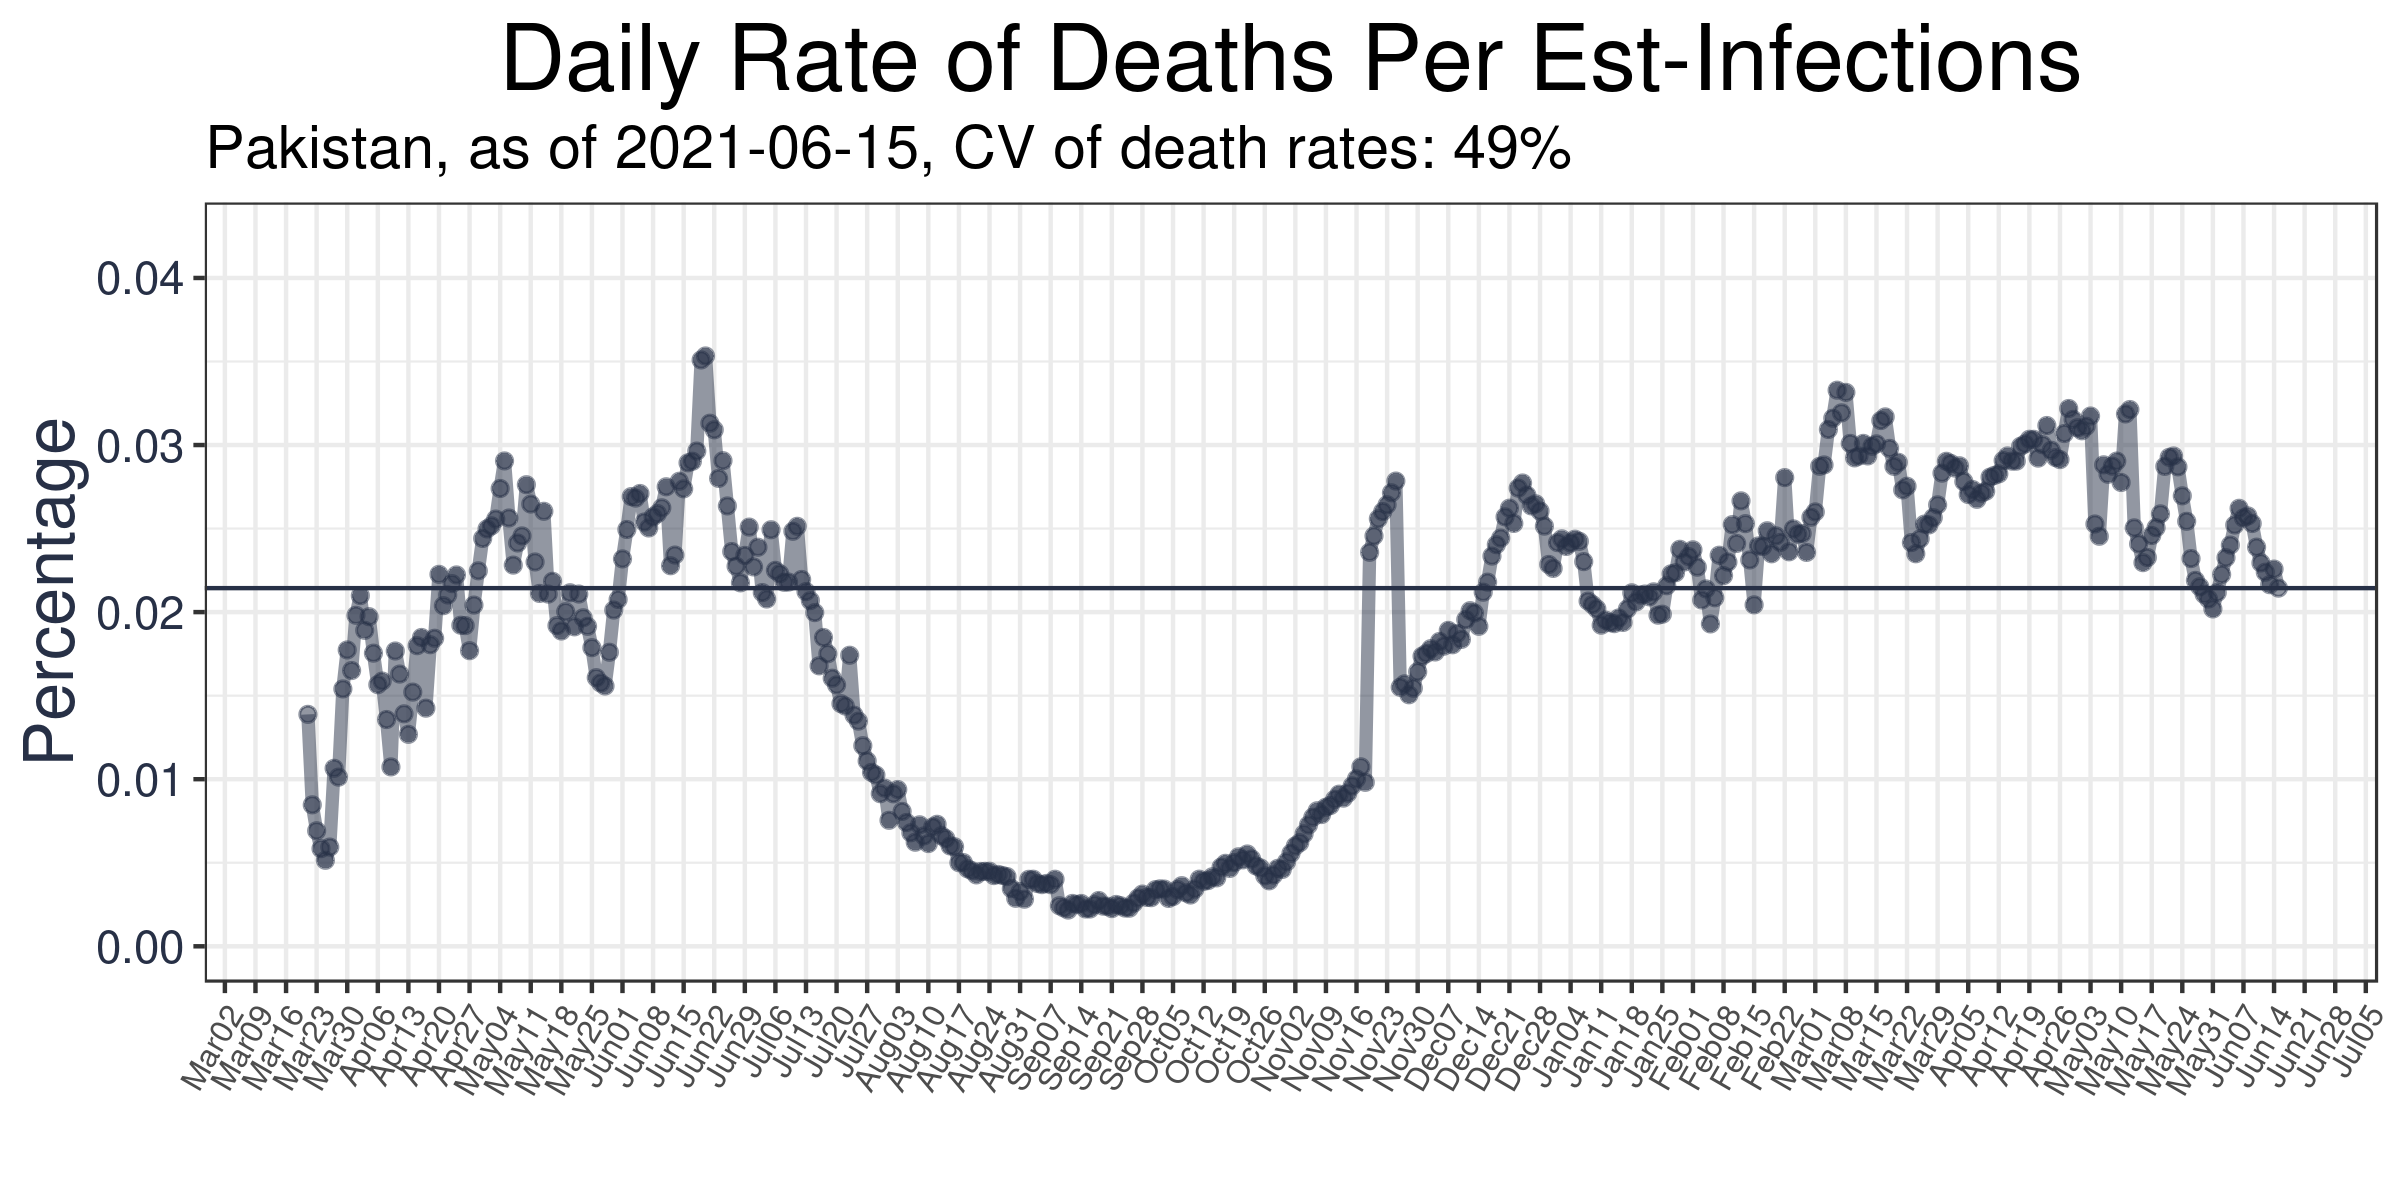 Daily Rate of Deaths Per Est-Infections
Pakistan, as of 2021-06-15, CV of death rates: 49%
Percentage
0.04
0.03
0.02
0.01
0.00
Mar02
Mar09
Mar16
Mar23
Mar30
Apr06
Apr13
Apr20
Apr27
May04
May11
May18
May25
Jun01
Jun08
Jun15
Jun22
Jun29
Jul06
Jul13
Jul20
Jul27
Aug03
Aug10
Aug17
Aug24
Aug31
Sep07
Sep14
Sep21
Sep28
Oct05
Oct12
Oct19
Oct26
Nov02
Nov09
Nov16
Nov23
Nov30
Dec07
Dec14
Dec21
Dec28
Jan04
Jan11
Jan18
Jan25
Feb01
Feb08
Feb15
Feb22
Mar01
Mar08
Mar15
Mar22
Mar29
Apr05
Apr12
Apr19
Apr26
May03
May10
May17
May24
May31
Jun07
Jun14
Jun21
Jun28
Jul05